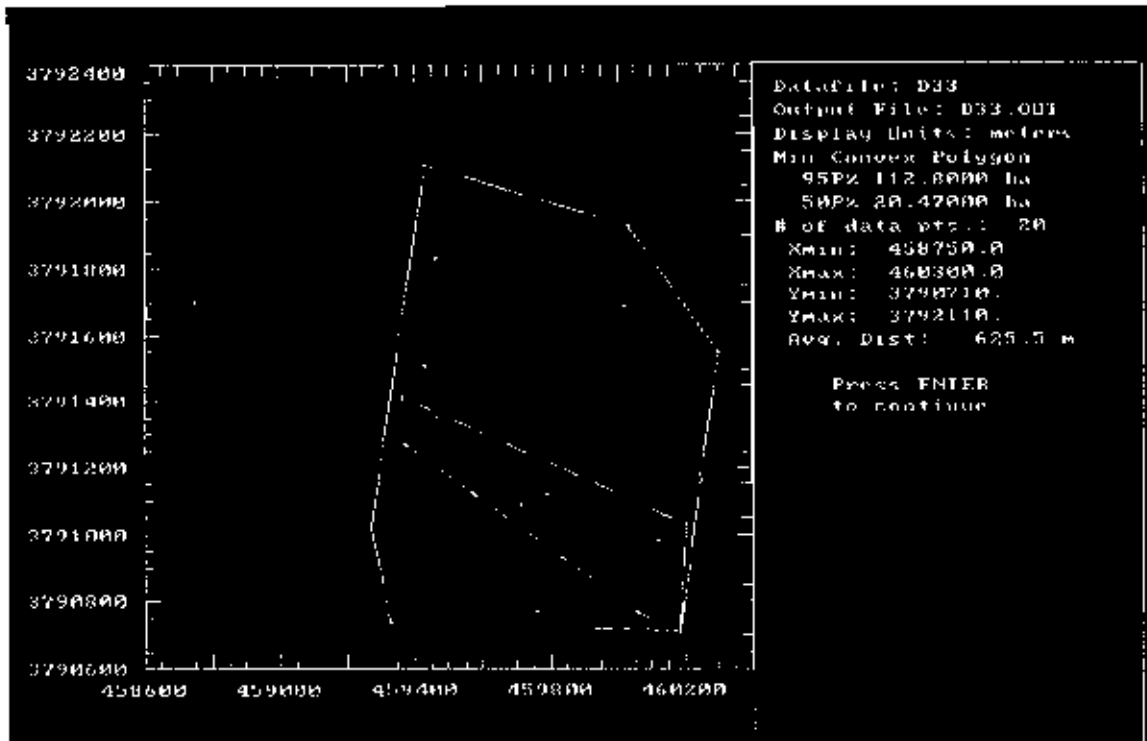 3792400
3792200
3792000
3791800
3791600
3791400
3791200
3791000
3790800
3790600
458600 459000 459400 459800 460200
Datafile: D33
Output File: D33.OUT
Display Units: meters
Min Convex Polygon
95P% 112.8000 ha
50P% 20.47000 ha
# of data pts.: 20
Xmin: 458750.0
Xmax: 460300.0
Ymin: 3790710.
Ymax: 3792110.
Avg. Dist: 625.5 m
Press ENTER
to continue